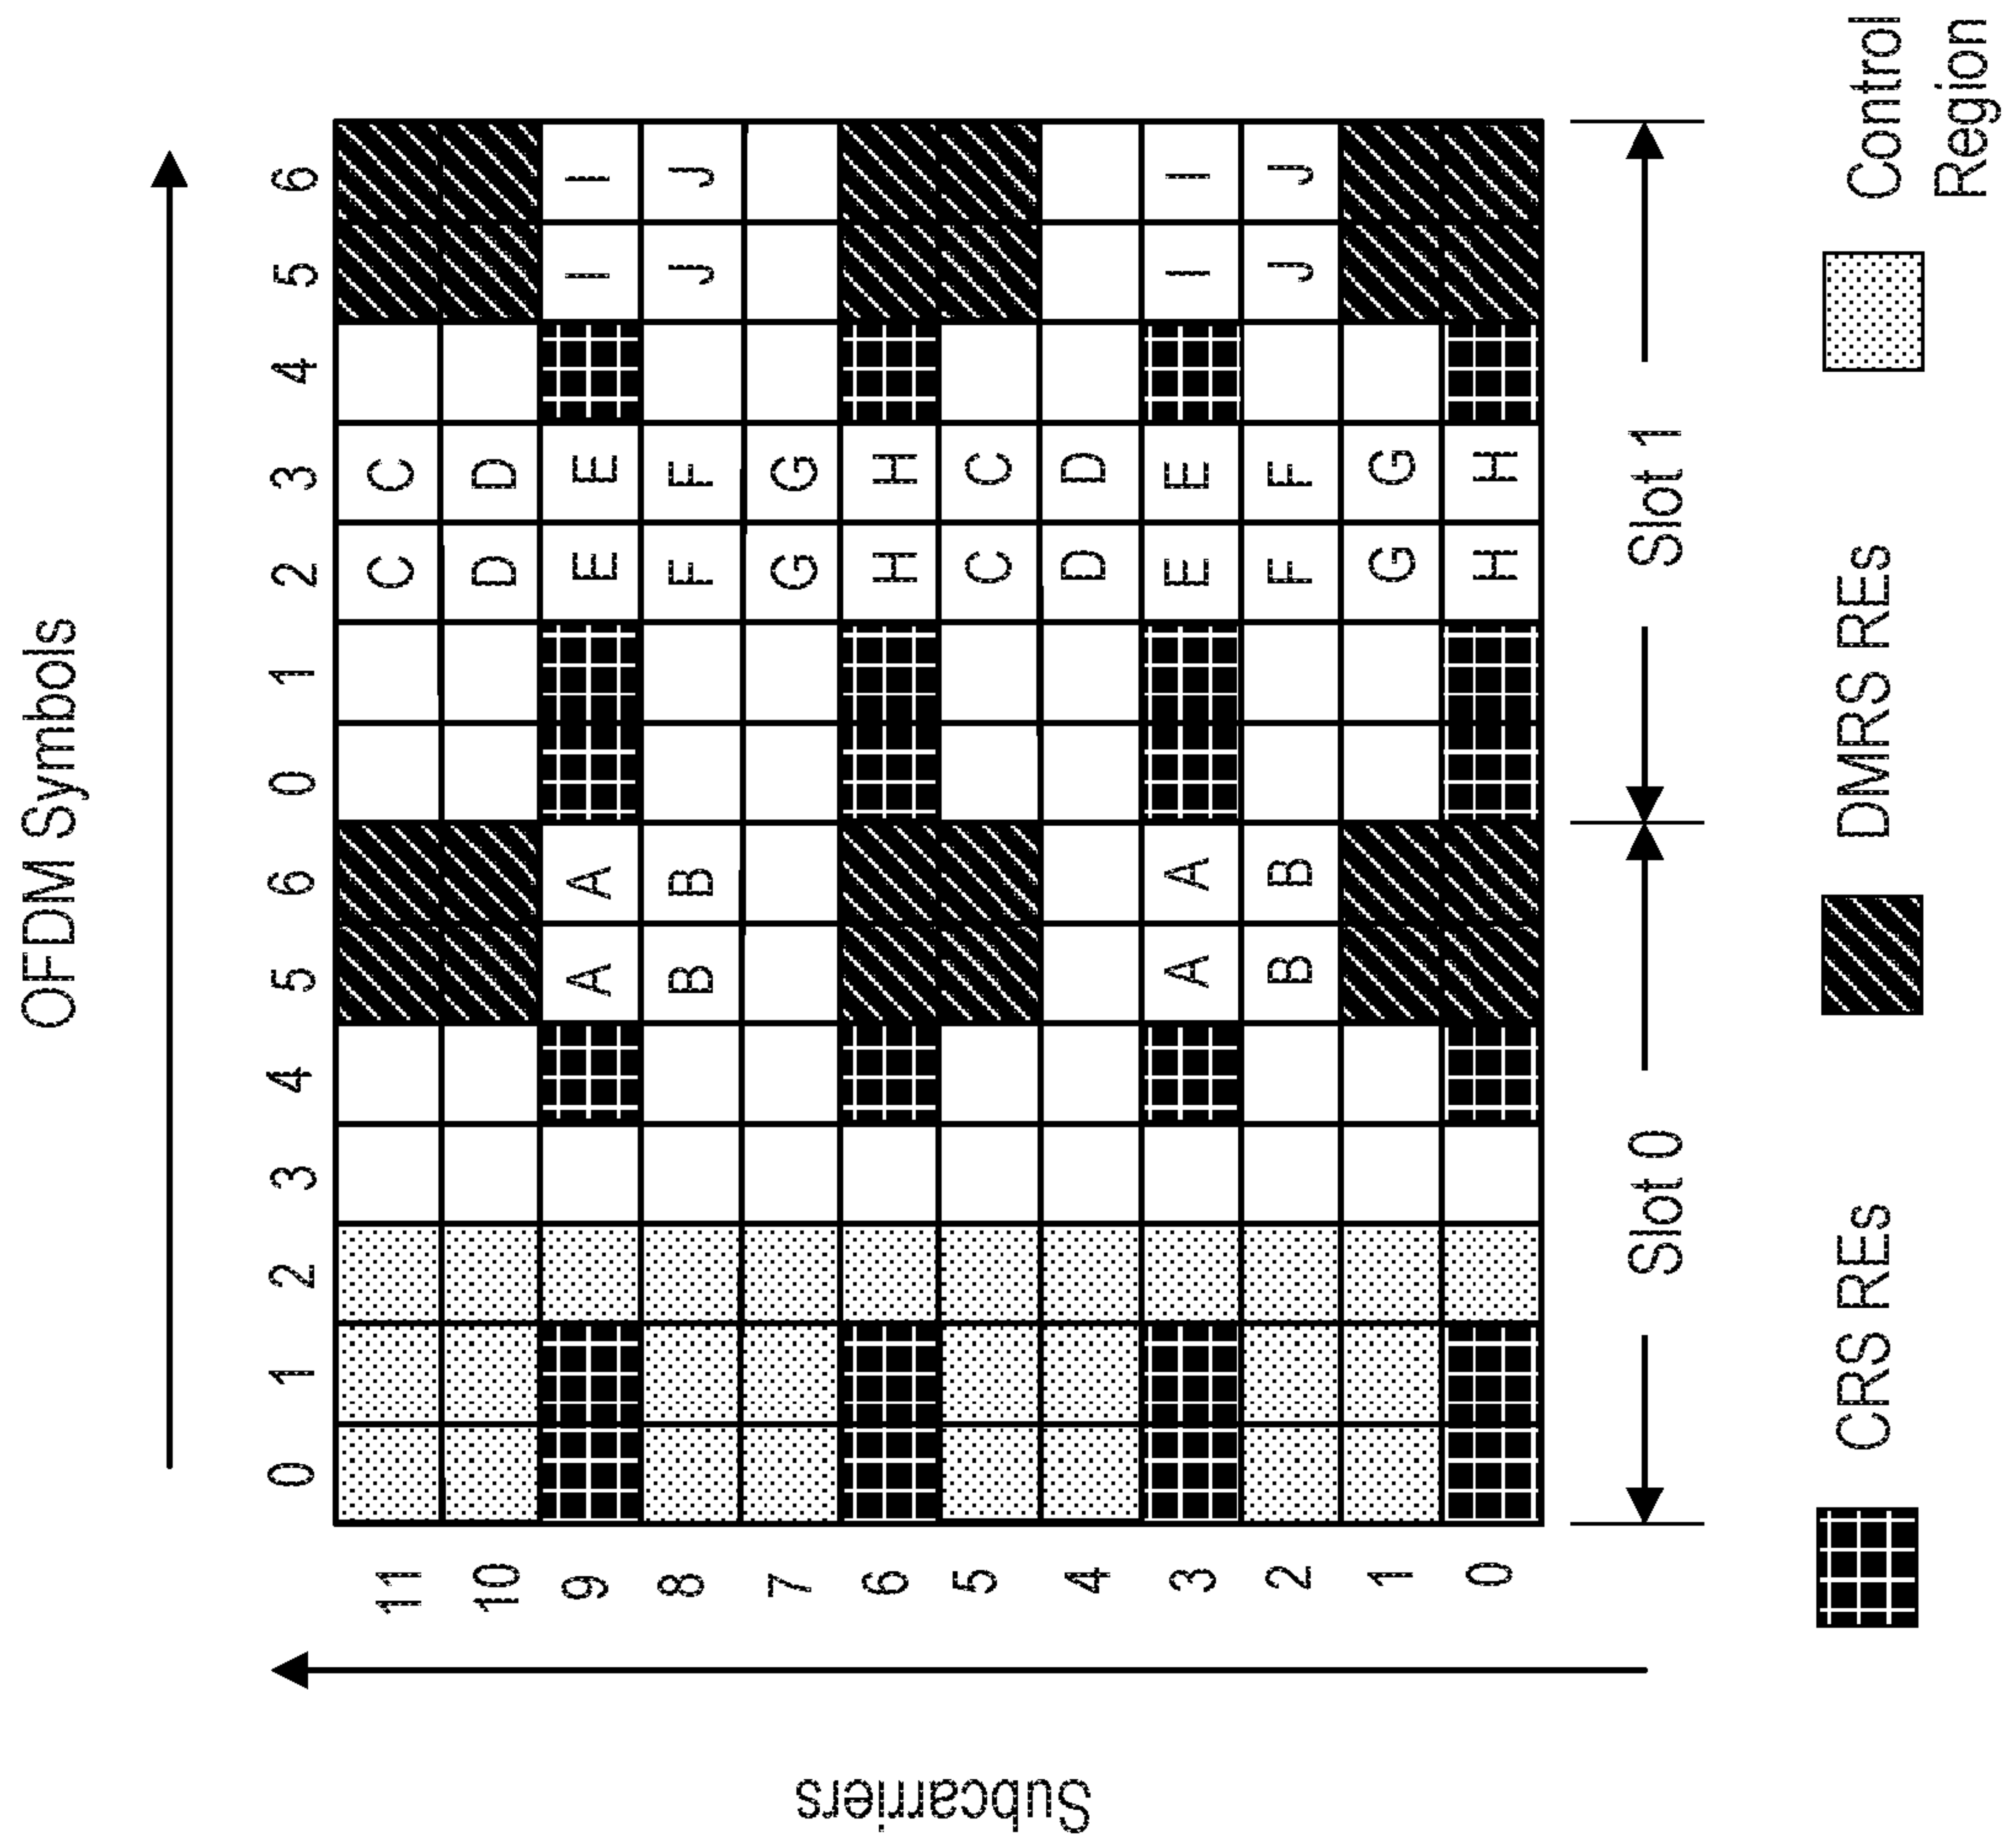 OFDM Symbols
0 1 2 3 4 5 6 0 1 2 3 4 5 6
Subcarriers
11 C C
10 D D
9 A A E E I I
8 B B F F J J
7 G G
6 H H
5 C C
4 D D
3 A A E E I I
2 B B F F J J
1 G G
0 H H
Slot 0 Slot 1
CRS REs DMRS REs Control
Region